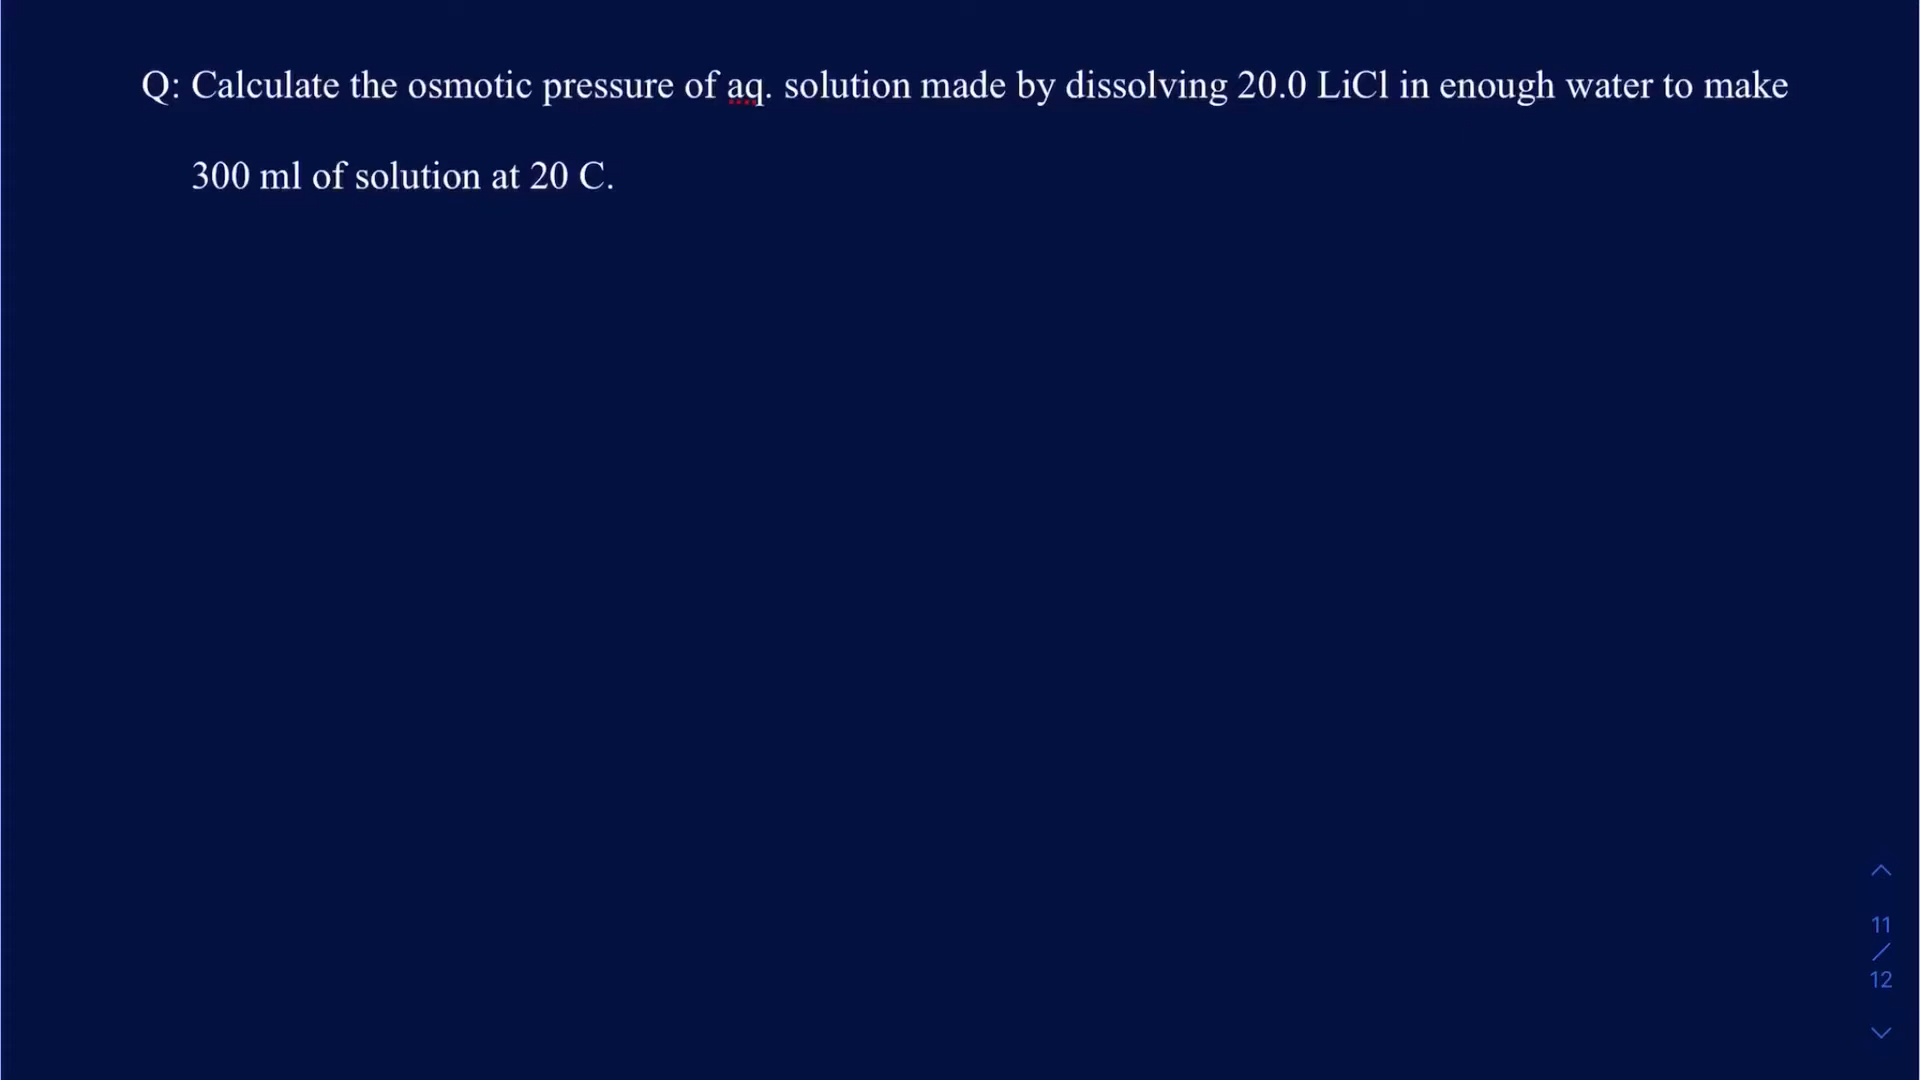 Q: Calculate the osmotic pressure of aq. solution made by dissolving 20.0 LiCl in enough water to make
300 ml of solution at 20 C.
11
/
12